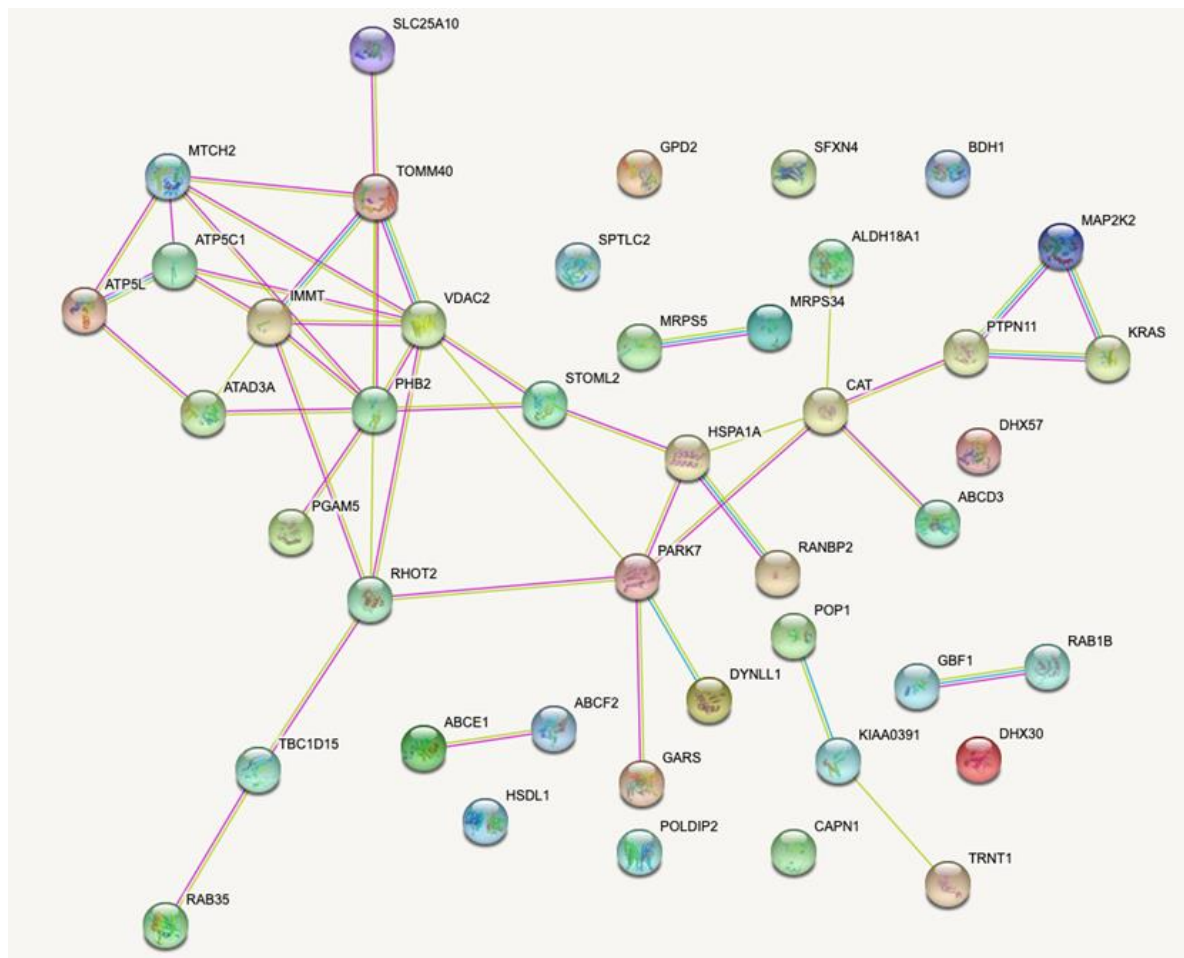 SLC25A10
MTCH2
TOMM40
GPD2
SFXN4
BDH1
ATP5C1
SPTLC2
ALDH18A1
MAP2K2
ATP5L
IMMT
VDAC2
MRPS5
MRPS34
PTPN11
KRAS
ATAD3A
PHB2
STOML2
CAT
HSPA1A
DHX57
ABCD3
PGAM5
PARK7
RANBP2
RHOT2
POP1
GBF1
RAB1B
DYNLL1
ABCE1
ABCF2
KIAA0391
DHX30
TBC1D15
GARS
HSDL1
POLDIP2
CAPN1
TRNT1
RAB35